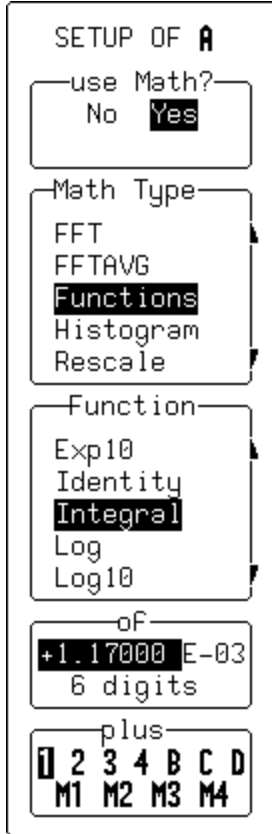 SETUP OF A
use Math?
No Yes
Math Type
FFT
FFTAVG
Functions
Histogram
Rescale
Function
Exp10
Identity
Integral
Log
Log10
of
+1.17000 E-03
6 digits
plus
1 2 3 4 B C D
M1 M2 M3 M4